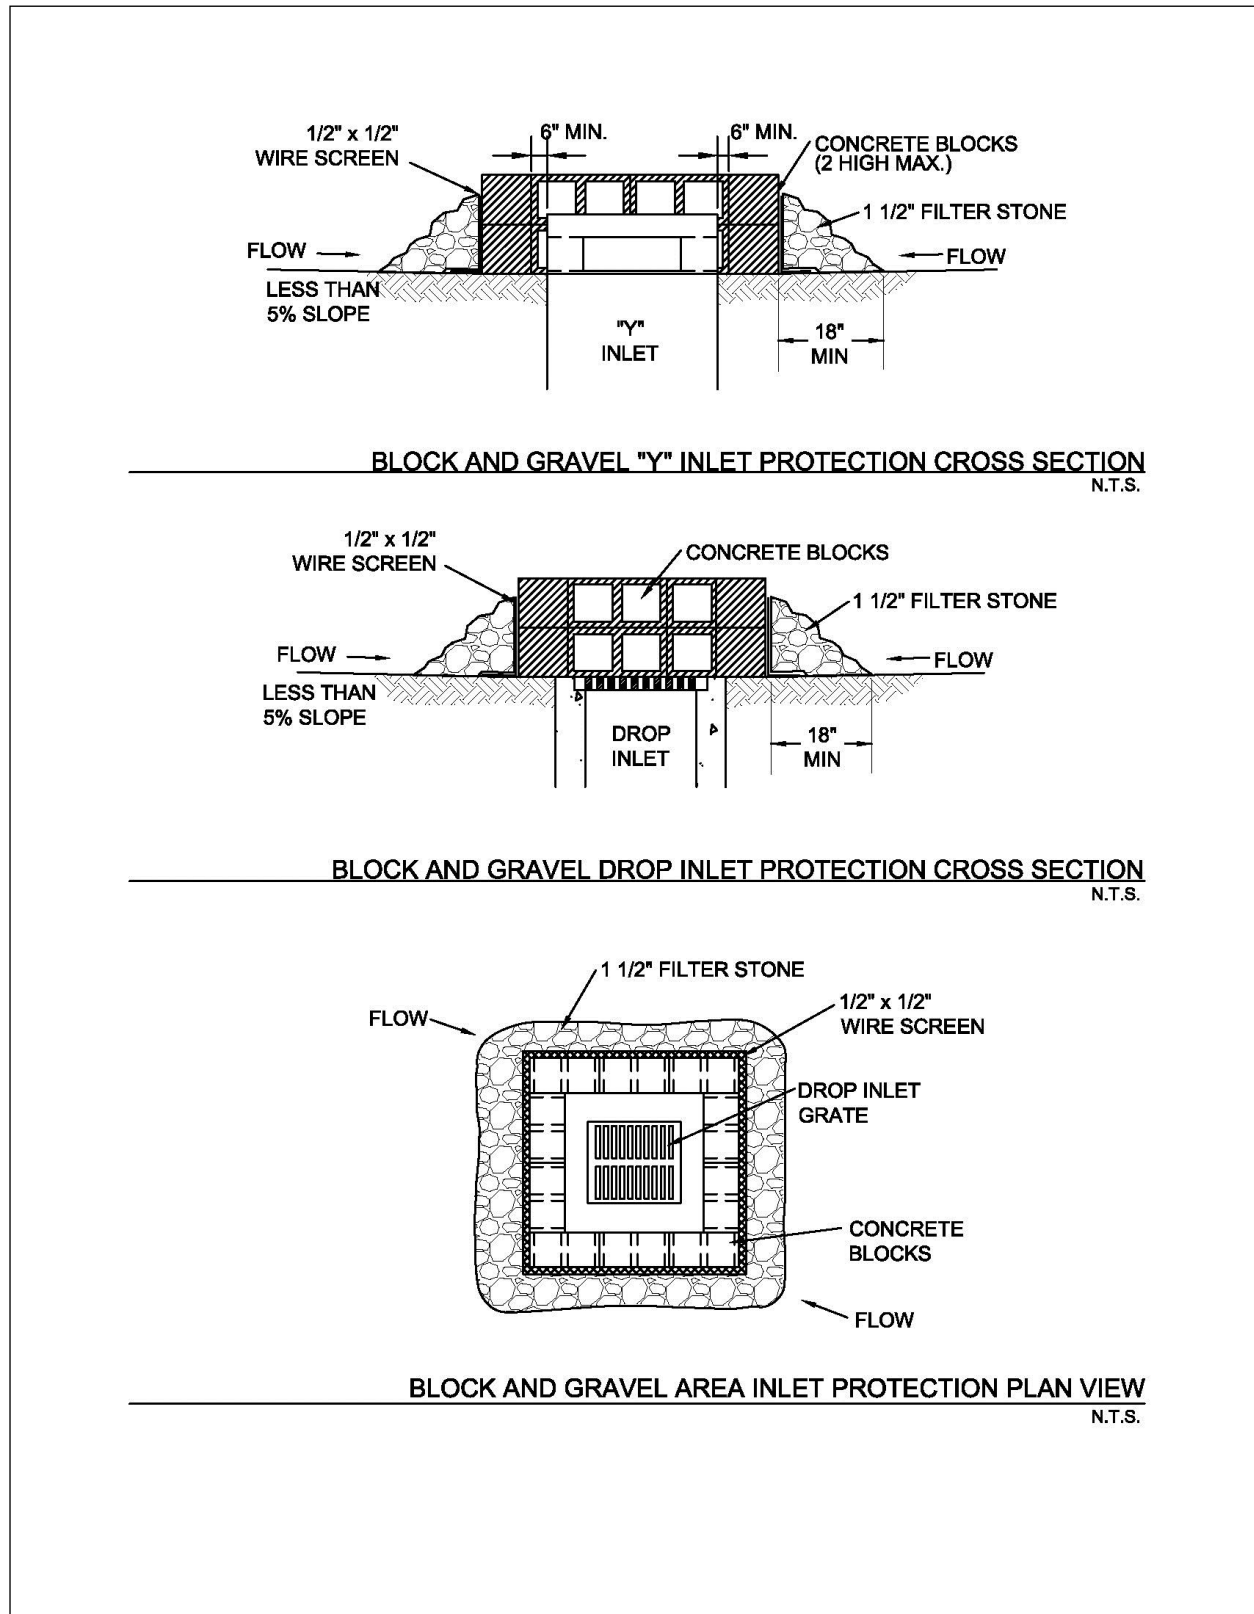 1/2" x 1/2"
WIRE SCREEN
6" MIN.
6" MIN.
CONCRETE BLOCKS
(2 HIGH MAX.)
1 1/2" FILTER STONE
FLOW
FLOW
LESS THAN
5% SLOPE
"Y"
INLET
18"
MIN
BLOCK AND GRAVEL "Y" INLET PROTECTION CROSS SECTION
N.T.S.
1/2" x 1/2"
WIRE SCREEN
CONCRETE BLOCKS
1 1/2" FILTER STONE
FLOW
FLOW
LESS THAN
5% SLOPE
DROP
INLET
18"
MIN
BLOCK AND GRAVEL DROP INLET PROTECTION CROSS SECTION
N.T.S.
1 1/2" FILTER STONE
FLOW
1/2" x 1/2"
WIRE SCREEN
DROP INLET
GRATE
CONCRETE
BLOCKS
FLOW
BLOCK AND GRAVEL AREA INLET PROTECTION PLAN VIEW
N.T.S.